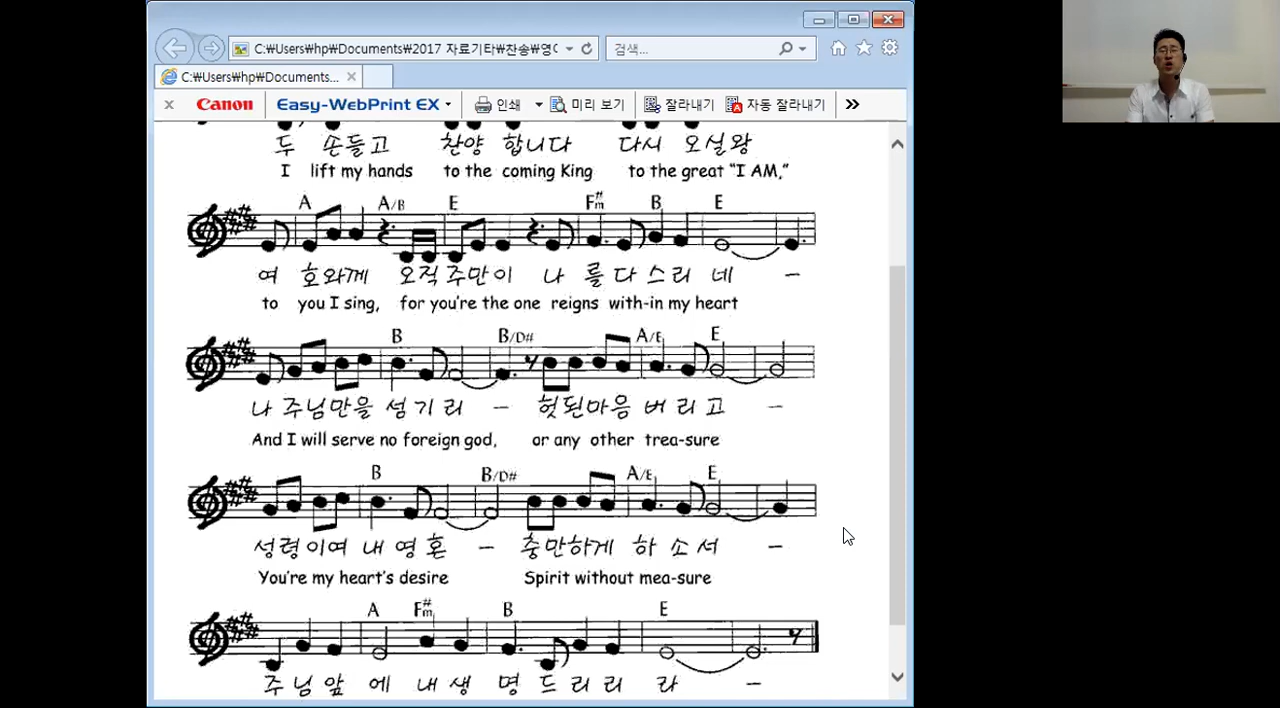 C:₩Users₩hp₩Documents₩2017 자료기타₩찬송₩영
검색...
C:₩Users₩hp₩Documents...
x Canon Easy-WebPrint EX 인쇄 미리 보기 잘라내기 자동 잘라내기 »
두 손들고 찬양 합니다 다시 오실왕
I lift my hands to the coming King to the great “I AM,”
A A/B E F#m B E
여 호와께 오직 주만이 나 를 다 스리 네 -
to you I sing, for you're the one reigns with-in my heart
B B/D# A/E E
나 주님만을 섬기 리 - 헛된마음 버리고 -
And I will serve no foreign god, or any other trea-sure
B B/D# A/E E
성령이여 내 영 혼 - 충만하게 하 소 서 -
You're my heart's desire Spirit without mea-sure
A F#m B E
주 님 앞 에 내 생 명 드 리 리 라 -